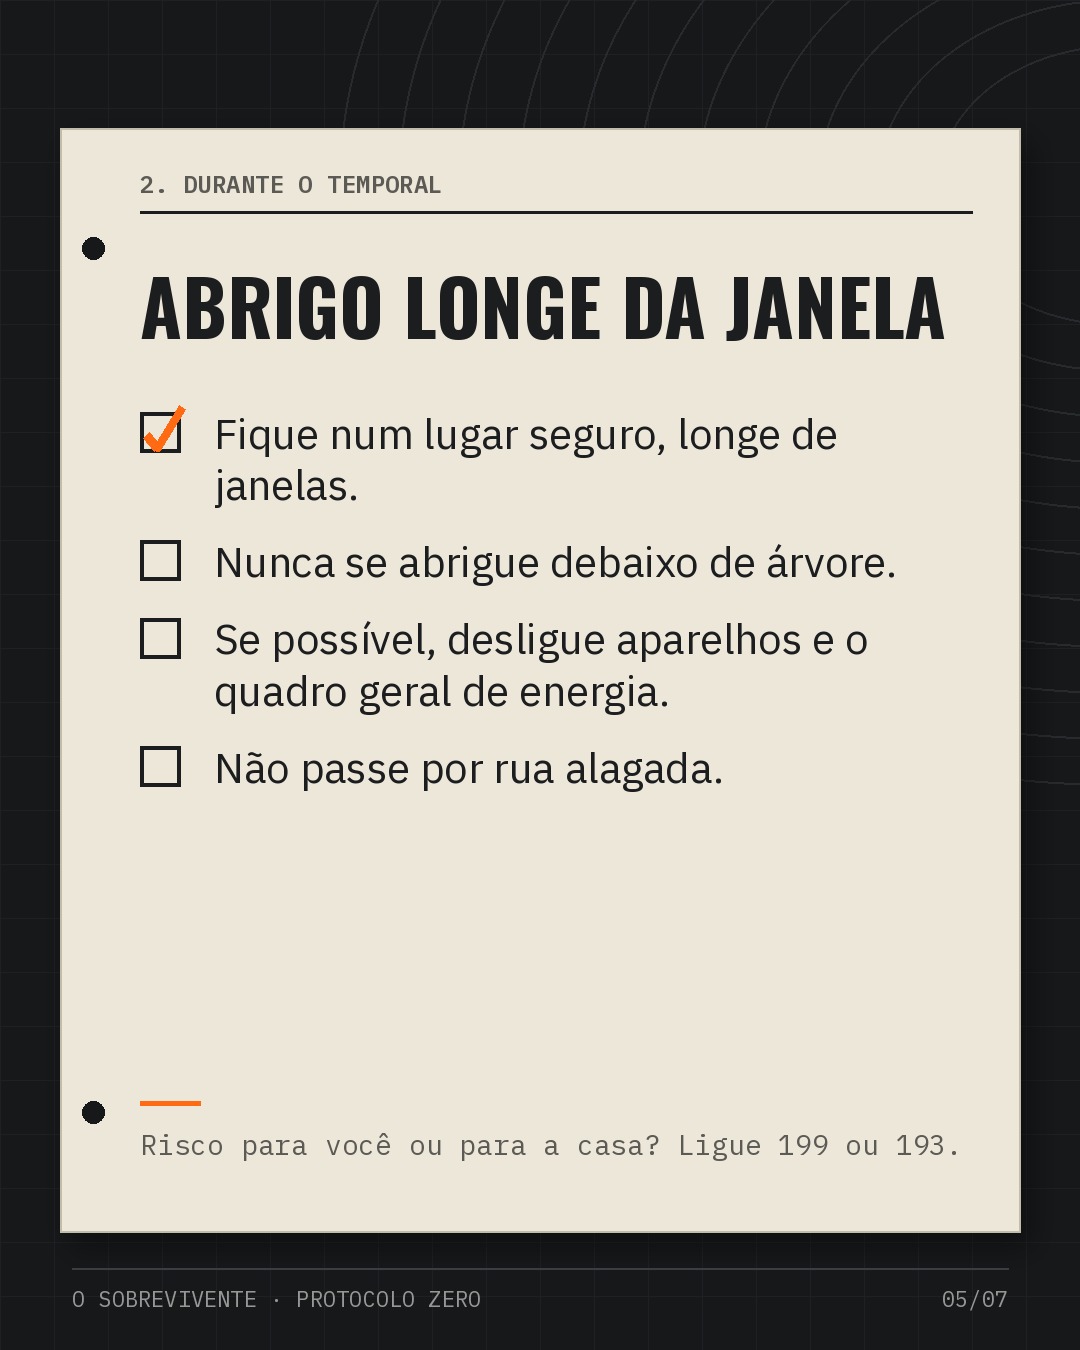 2. DURANTE O TEMPORAL
ABRIGO LONGE DA JANELA
Fique num lugar seguro, longe de
janelas.
Nunca se abrigue debaixo de árvore.
Se possível, desligue aparelhos e o
quadro geral de energia.
Não passe por rua alagada.
Risco para você ou para a casa? Ligue 199 ou 193.
O SOBREVIVENTE · PROTOCOLO ZERO
05/07